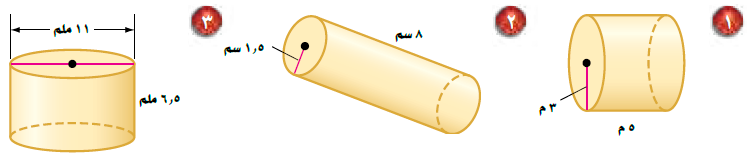 ١
٣ م
٥ م
٢
٨ سم
١,٥ سم
٣
١١ ملم
٦,٥ ملم